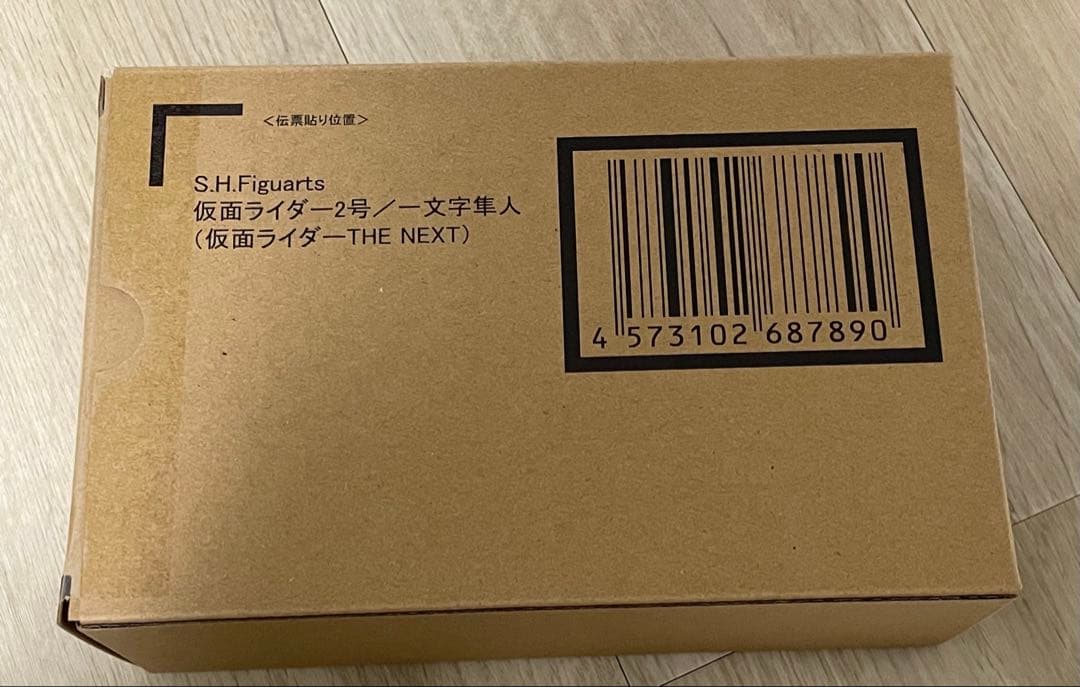 <伝票貼り位置>
S.H.Figuarts
仮面ライダー2号／一文字隼人
(仮面ライダーTHE NEXT)
4 573102 687890